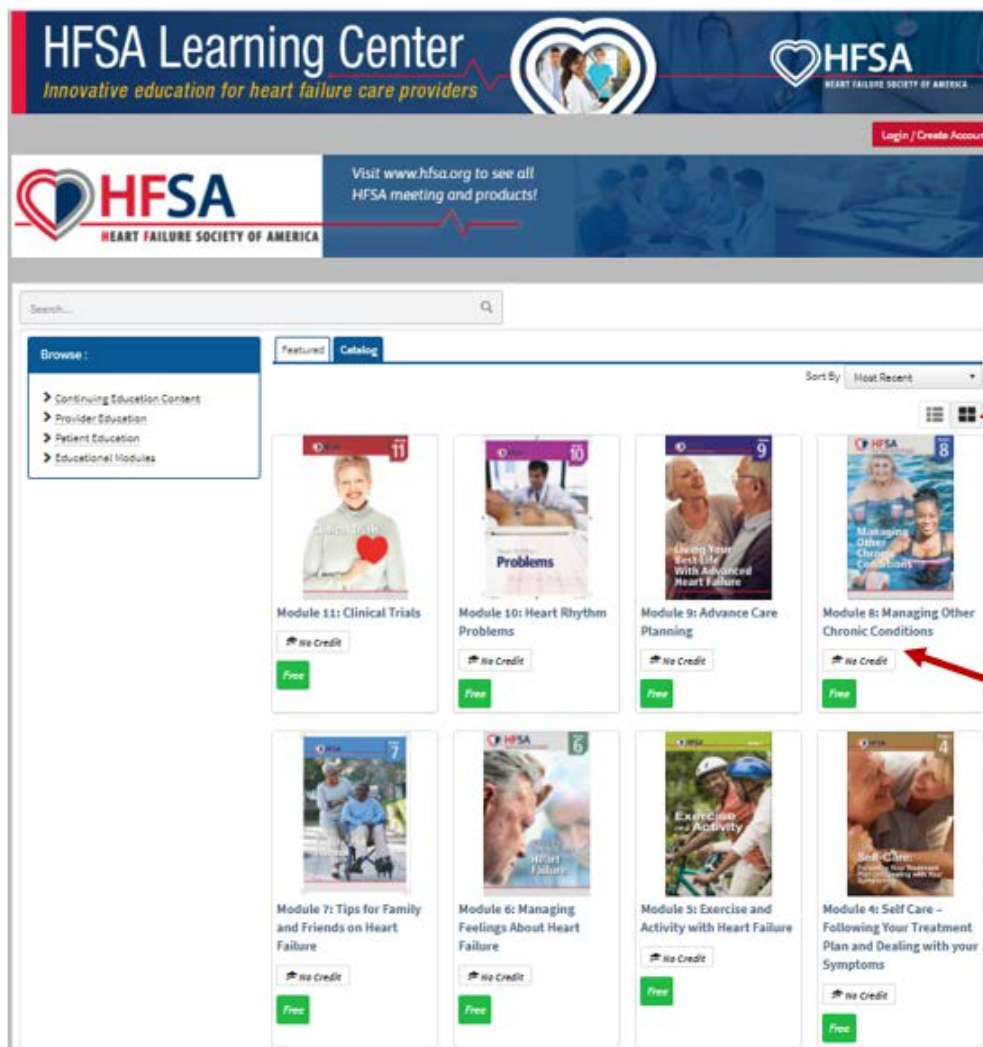 HFSA Learning Center
Innovative education for heart failure care providers
HFSA
HEART FAILURE SOCIETY OF AMERICA
Login / Create Accoun
HFSA
HEART FAILURE SOCIETY OF AMERICA
Visit www.hfsa.org to see all
HFSA meeting and products!
Search...
Browse :
Continuing Education Content
Provider Education
Patient Education
Educational Modules
Featured
Catalog
Sort By
Most Recent
11
Module 11: Clinical Trials
No Credit
Free
10
Problems
Module 10: Heart Rhythm
Problems
No Credit
Free
9
Living Your
Best Life
With Advanced
Heart Failure
Module 9: Advance Care
Planning
No Credit
Free
HFSA
8
Managing
Other
Chronic
Conditions
Module 8: Managing Other
Chronic Conditions
No Credit
Free
7
Module 7: Tips for Family
and Friends on Heart
Failure
No Credit
Free
HFSA
6
Heart
Failure
Module 6: Managing
Feelings About Heart
Failure
No Credit
Free
HFSA
Exercise
and Activity
Module 5: Exercise and
Activity with Heart Failure
No Credit
Free
HFSA
4
Self-Care:
Module 4: Self Care –
Following Your Treatment
Plan and Dealing with your
Symptoms
No Credit
Free